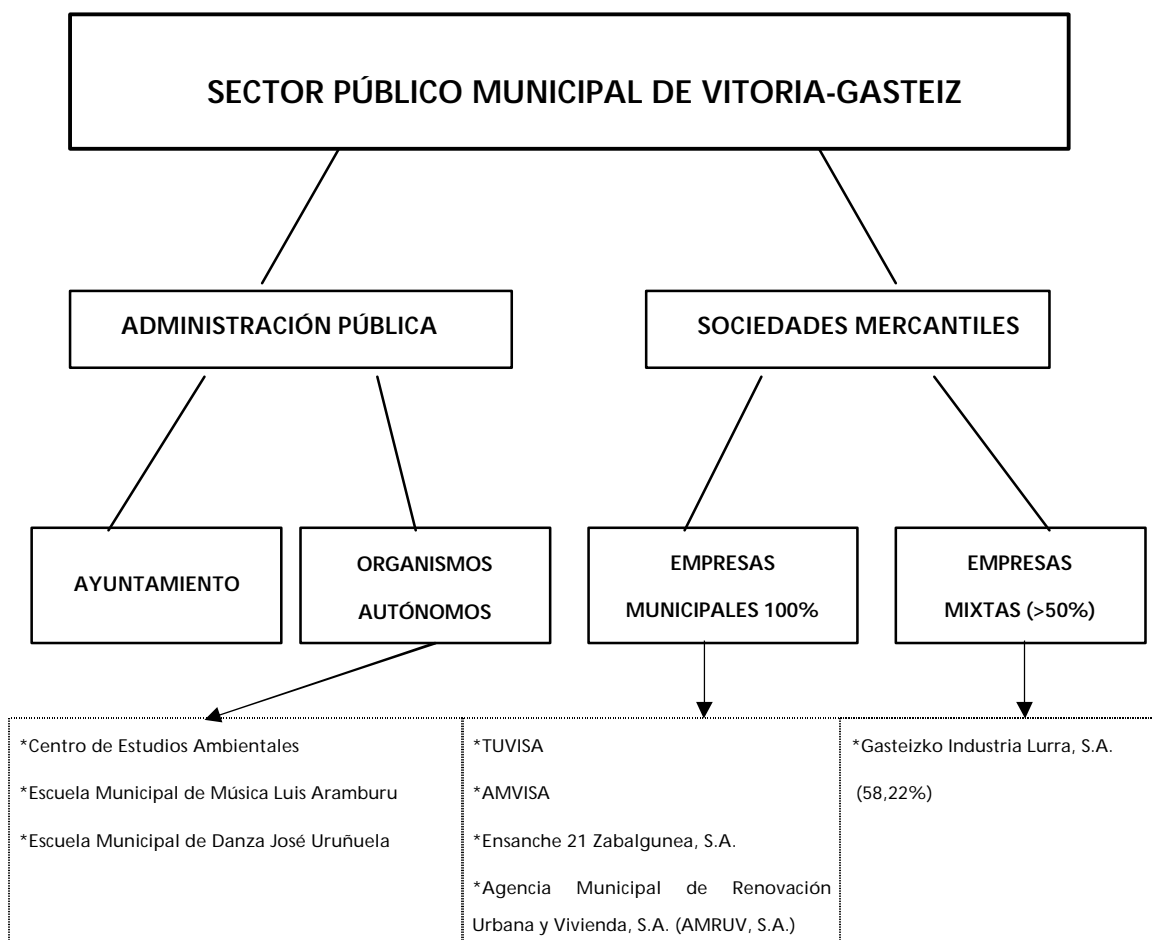 SECTOR PÚBLICO MUNICIPAL DE VITORIA-GASTEIZ
ADMINISTRACIÓN PÚBLICA
SOCIEDADES MERCANTILES
AYUNTAMIENTO
ORGANISMOS
AUTÓNOMOS
EMPRESAS
MUNICIPALES 100%
EMPRESAS
MIXTAS (>50%)
*Centro de Estudios Ambientales
*Escuela Municipal de Música Luis Aramburu
*Escuela Municipal de Danza José Uruñuela
*TUVISA
*AMVISA
*Ensanche 21 Zabalgunea, S.A.
*Agencia Municipal de Renovación
Urbana y Vivienda, S.A. (AMRUV, S.A.)
*Gasteizko Industria Lurra, S.A.
(58,22%)